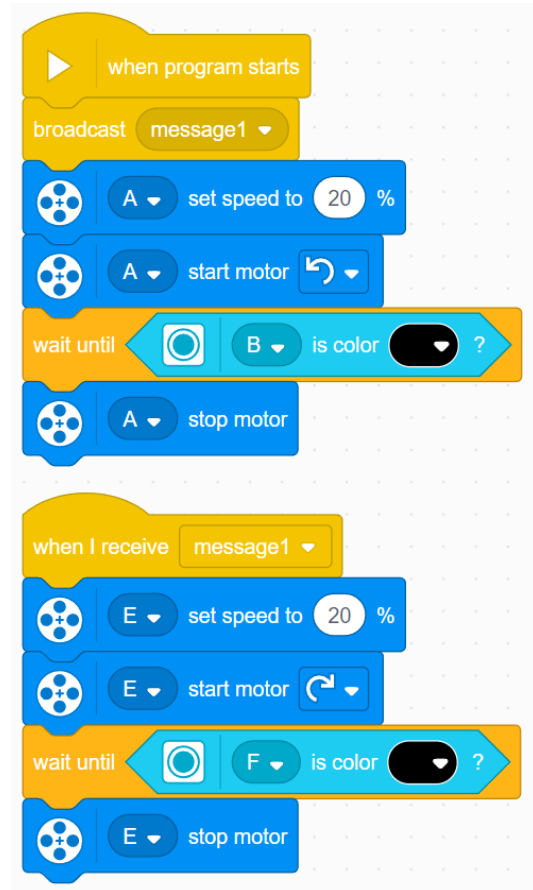 when program starts
broadcast message1
A set speed to 20 %
A start motor
wait until B is color ?
A stop motor
when I receive message1
E set speed to 20 %
E start motor
wait until F is color ?
E stop motor